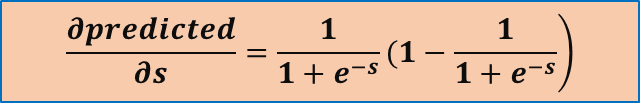 ∂predicted/∂s = 1/(1 + e^{−s}) (1 − 1/(1 + e^{−s}))